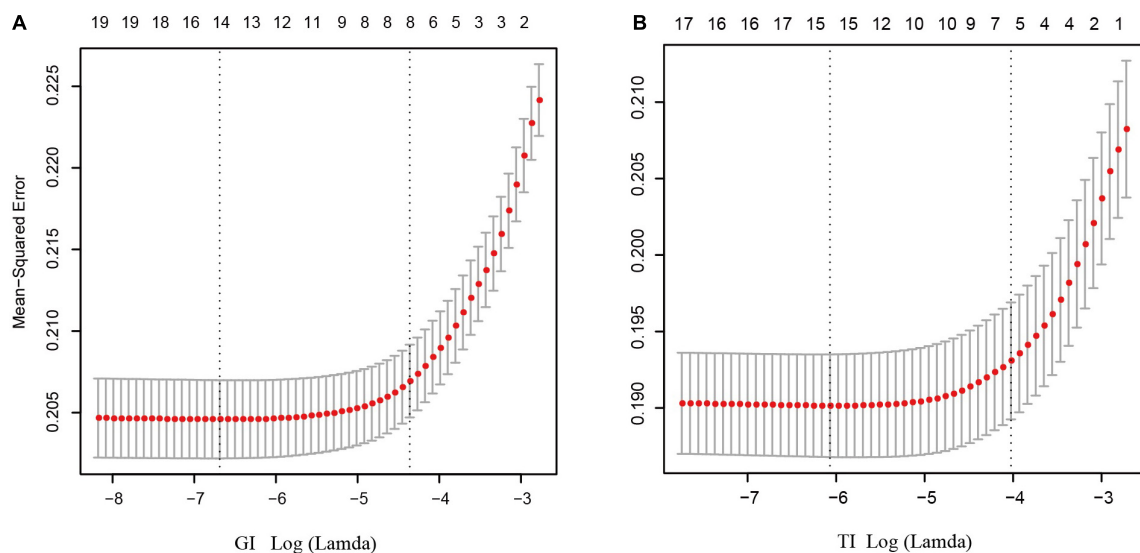 A
19 19 18 16 14 13 12 11 9 8 8 6 5 3 3 2
0.225
0.220
0.215
0.210
0.205
Mean-Squared Error
-8 -7 -6 -5 -4 -3
GI Log (Lamda)
B
17 16 16 17 15 15 12 10 10 9 7 5 4 4 2 1
0.210
0.205
0.200
0.195
0.190
-7 -6 -5 -4 -3
TI Log (Lamda)